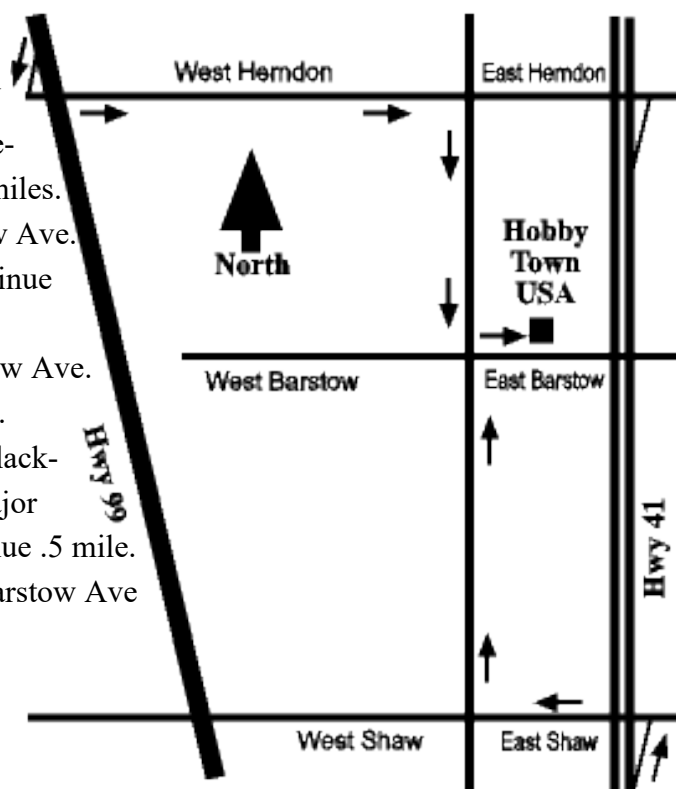 West Herndon
East Herndon
e-
miles.
w Ave.
inue
w Ave.
.
lack-
jor
nue .5 mile.
arstow Ave
North
Hobby
Town
USA
West Barstow
East Barstow
Hwy 99
Hwy 41
West Shaw
East Shaw